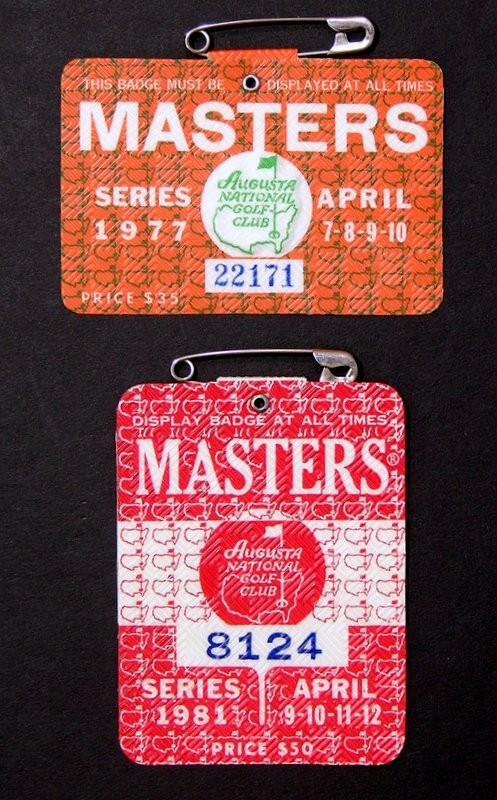 THIS BADGE MUST BE DISPLAYED AT ALL TIMES
MASTERS
SERIES APRIL
1977 7-8-9-10
AUGUSTA
NATIONAL
GOLF
CLUB
22171
PRICE $35
DISPLAY BADGE AT ALL TIMES
MASTERS®
AUGUSTA
NATIONAL
GOLF
CLUB
8124
SERIES APRIL
1981 9-10-11-12
PRICE $50